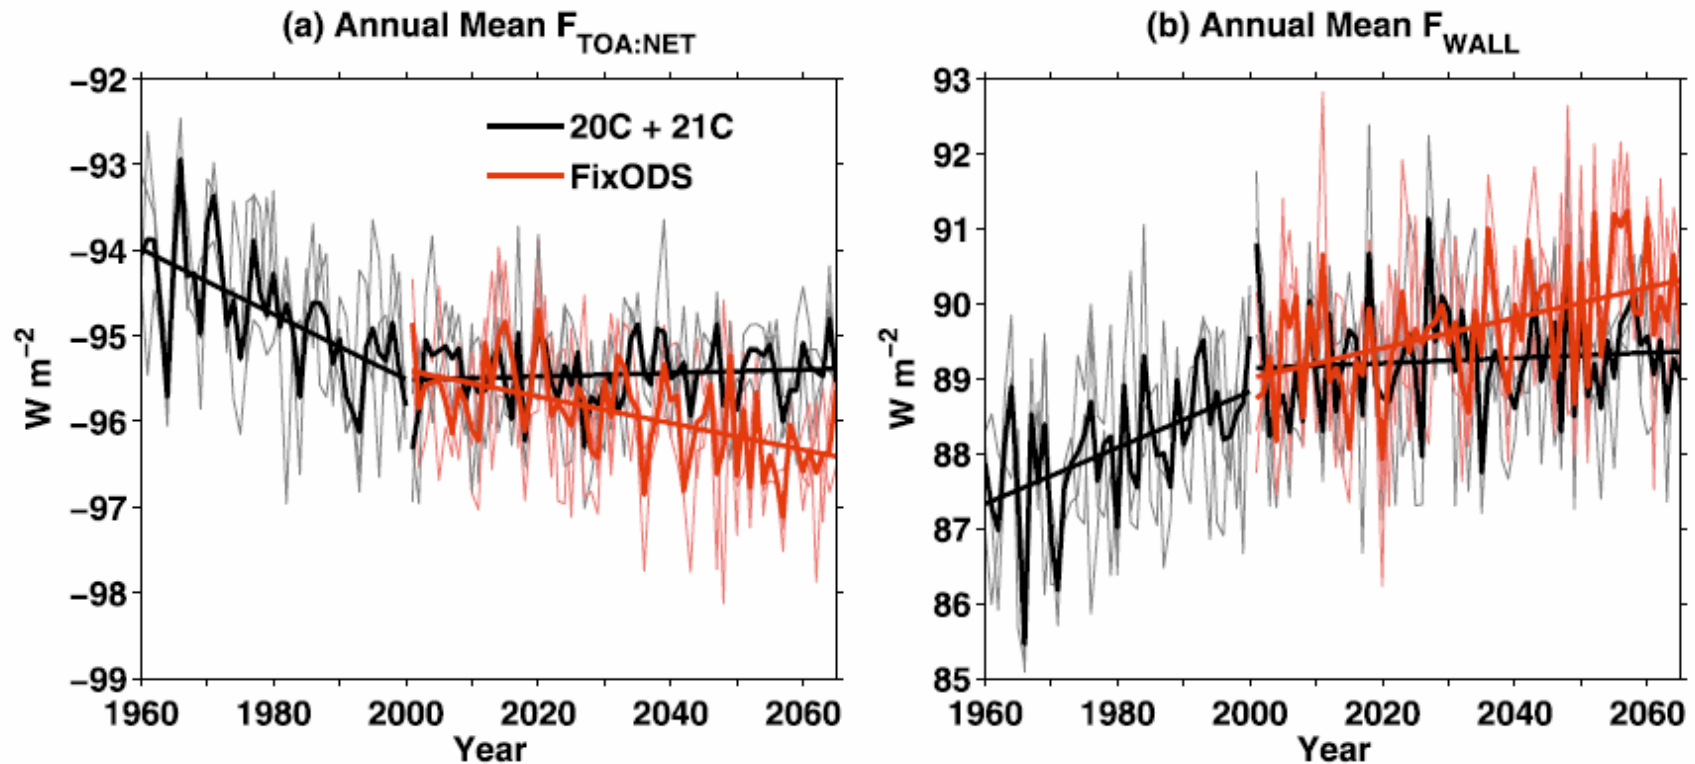 (a) Annual Mean F_TOA:NET
(b) Annual Mean F_WALL
−92
−93
−94
−95
−96
−97
−98
−99
W m⁻²
20C + 21C
FixODS
1960 1980 2000 2020 2040 2060
Year
93
92
91
90
89
88
87
86
85
W m⁻²
1960 1980 2000 2020 2040 2060
Year